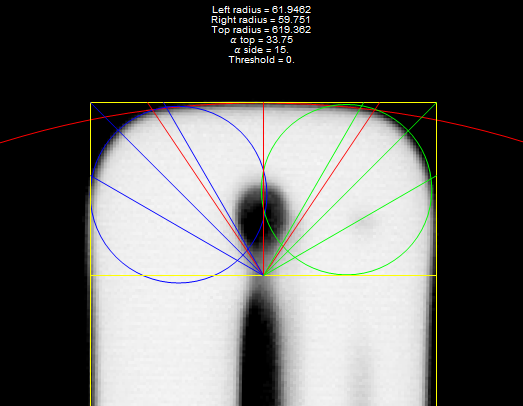 Left radius = 61.9462
Right radius = 59.751
Top radius = 619.362
α top = 33.75
α side = 15.
Threshold = 0.